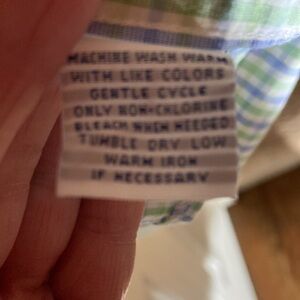 MACHINE WASH WARM
WITH LIKE COLORS
GENTLE CYCLE
ONLY NON-CHLORINE
BLEACH WHEN NEEDED
TUMBLE DRY LOW
WARM IRON
IF NECESSARY